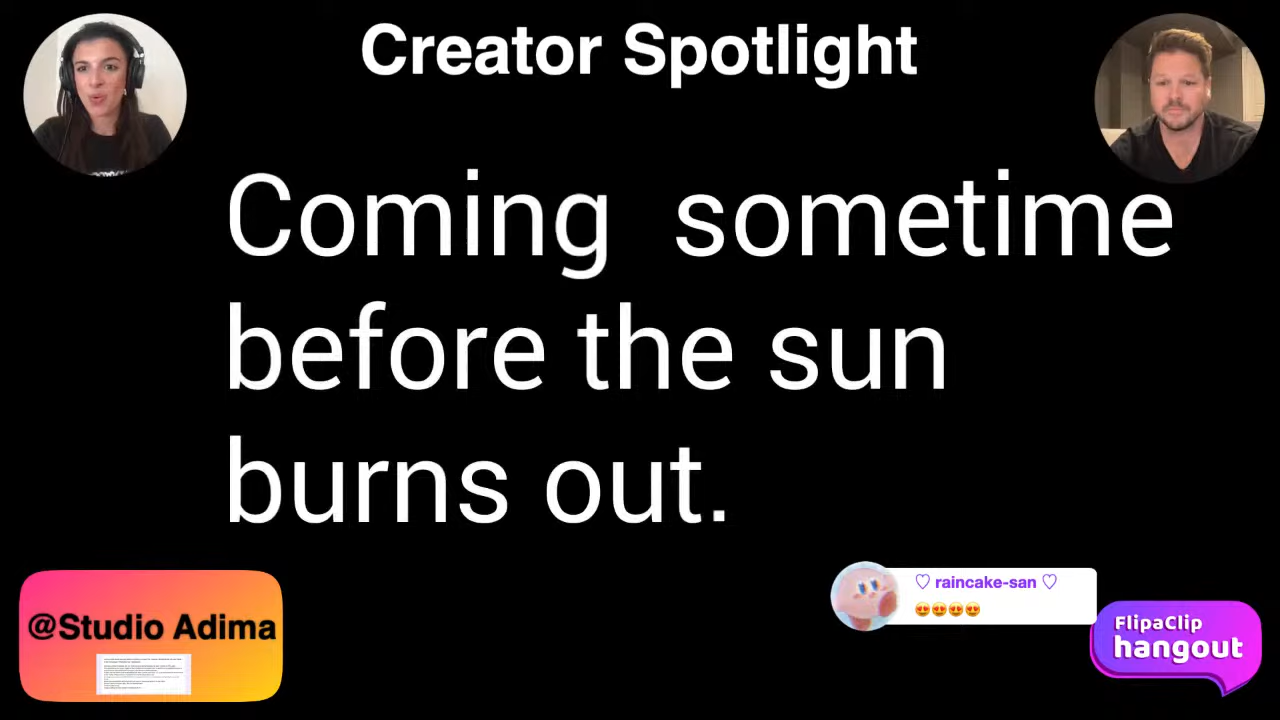 Creator Spotlight
Coming sometime
before the sun
burns out.
@Studio Adima
♡ raincake-san ♡
😍😍😍😍
FlipaClip
hangout